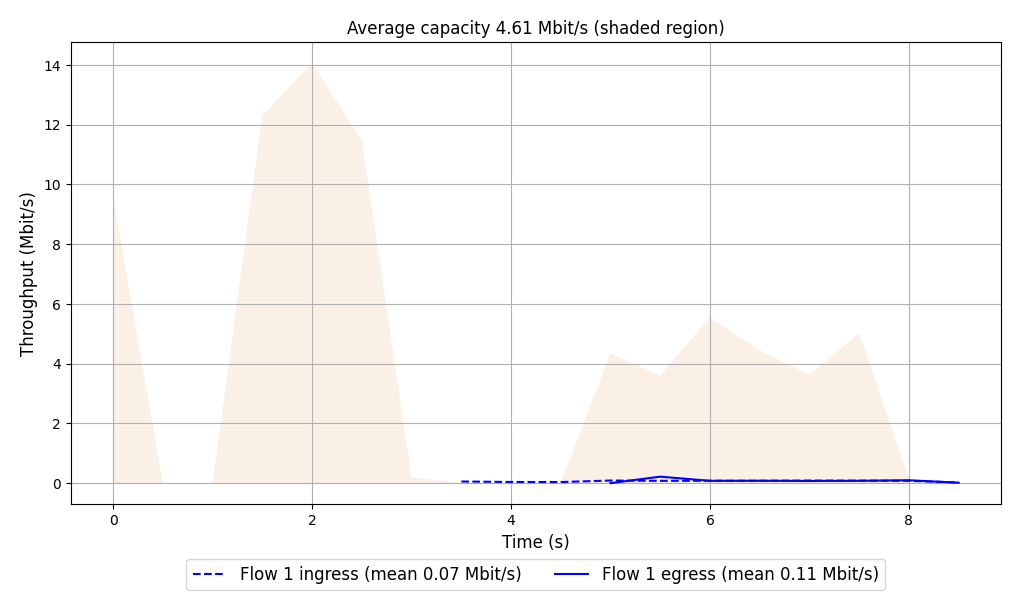 Average capacity 4.61 Mbit/s (shaded region)
Throughput (Mbit/s)
14
12
10
8
6
4
2
0
0 2 4 6 8
Time (s)
Flow 1 ingress (mean 0.07 Mbit/s) Flow 1 egress (mean 0.11 Mbit/s)